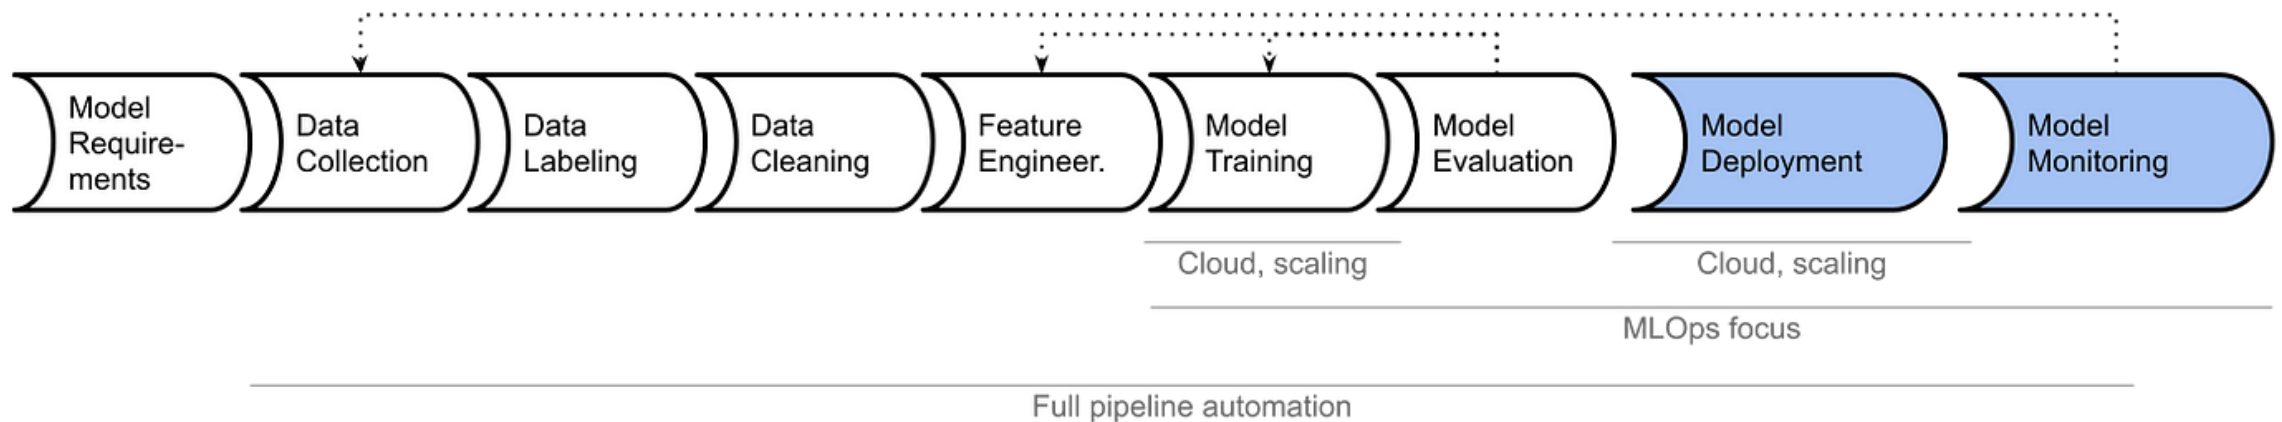 Model
Require-
ments
Data
Collection
Data
Labeling
Data
Cleaning
Feature
Engineer.
Model
Training
Model
Evaluation
Model
Deployment
Model
Monitoring
Cloud, scaling
Cloud, scaling
MLOps focus
Full pipeline automation